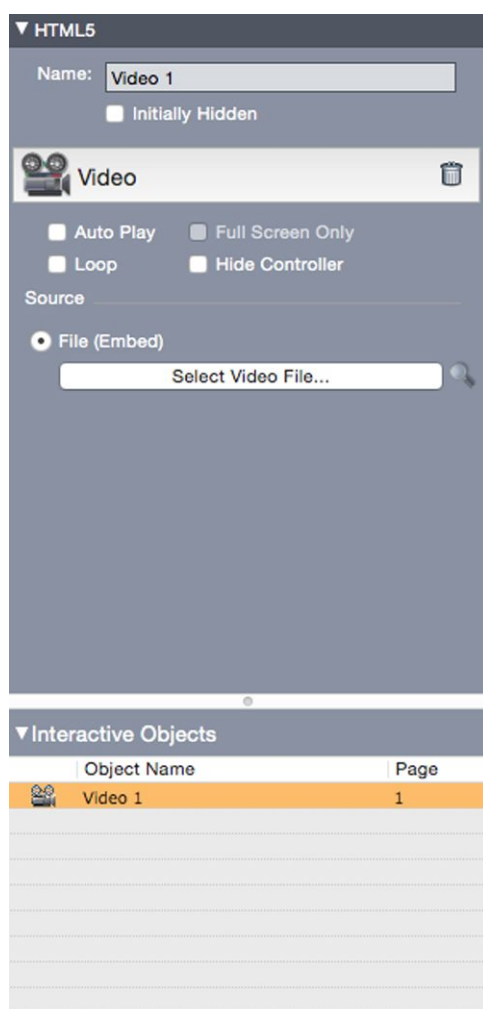 HTML5
Name: Video 1
Initially Hidden
Video
Auto Play Full Screen Only
Loop Hide Controller
Source
File (Embed)
Select Video File...
Interactive Objects
Object Name Page
Video 1 1